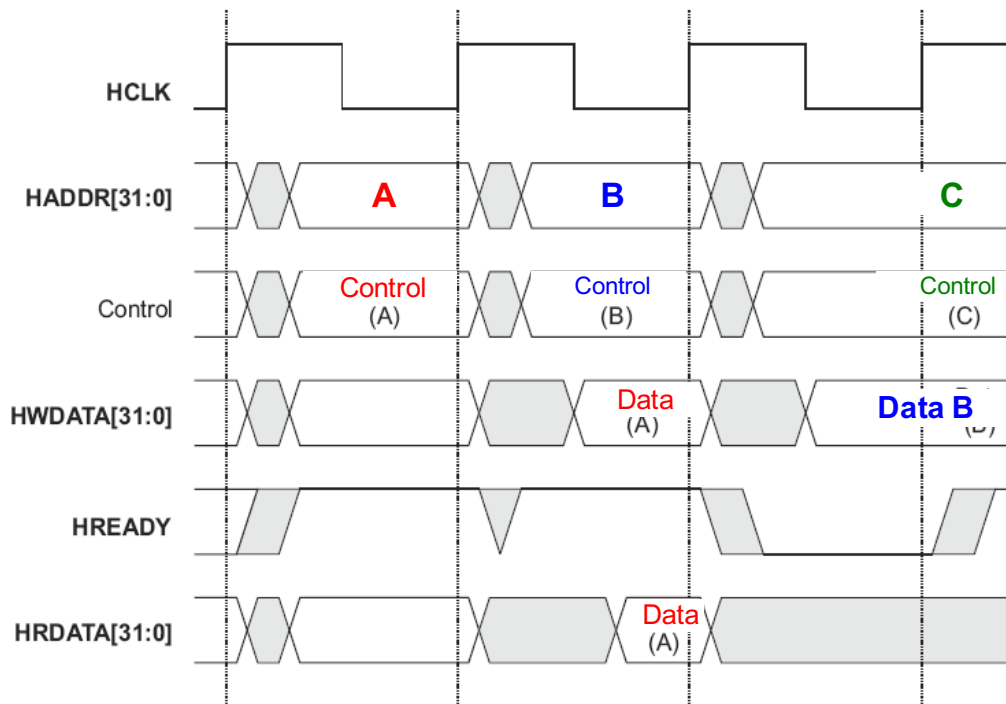 HCLK
HADDR[31:0]
A
B
C
Control
Control
(A)
Control
(B)
Control
(C)
HWDATA[31:0]
Data
(A)
Data B
HREADY
HRDATA[31:0]
Data
(A)